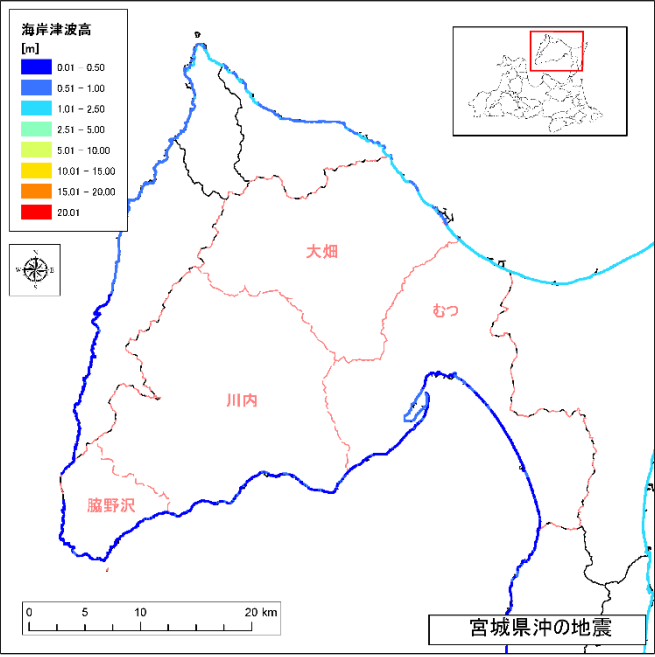 海岸津波高
[m]
0.01 - 0.50
0.51 - 1.00
1.01 - 2.50
2.51 - 5.00
5.01 - 10.00
10.01 - 15.00
15.01 - 20.00
20.01
N
W E
S
大畑
むつ
川内
脇野沢
0 5 10 20 km
宮城県沖の地震